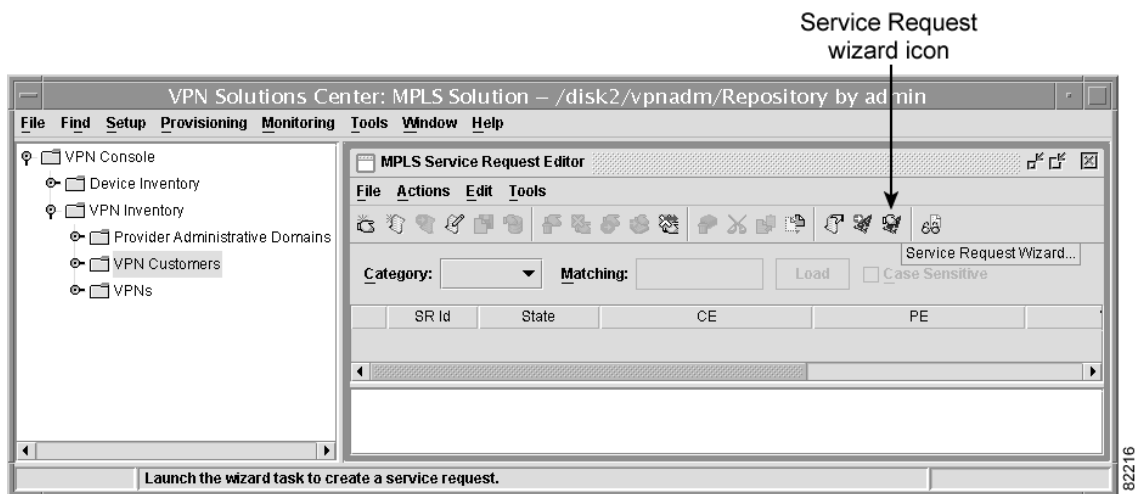 Service Request
wizard icon
VPN Solutions Center: MPLS Solution – /disk2/vpnadm/Repository by admin
File Find Setup Provisioning Monitoring Tools Window Help
VPN Console
Device Inventory
VPN Inventory
Provider Administrative Domains
VPN Customers
VPNs
MPLS Service Request Editor
File Actions Edit Tools
Service Request Wizard...
Category: Matching: Load Case Sensitive
SR Id State CE PE
Launch the wizard task to create a service request.
82216